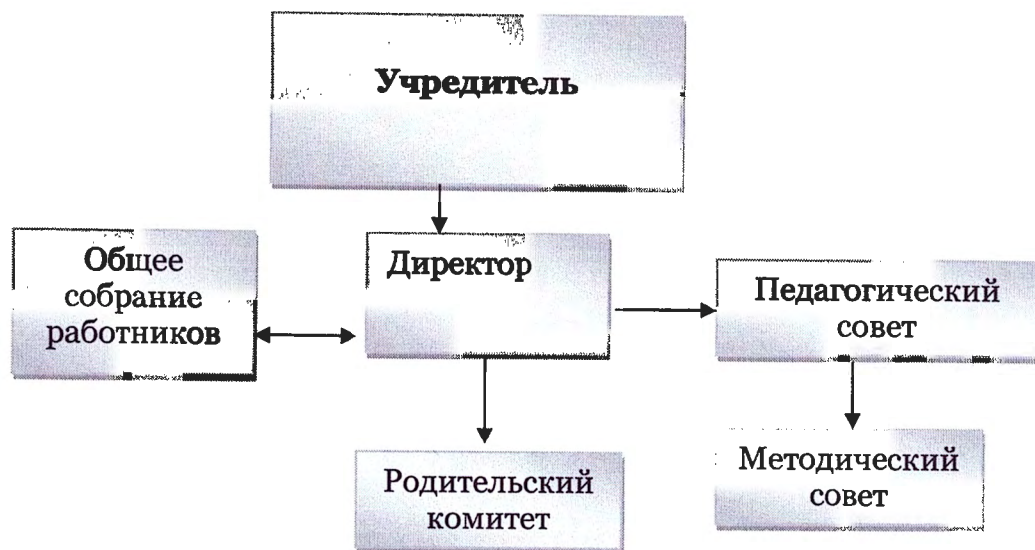 Учредитель
Общее
собрание
работников
Директор
Педагогический
совет
Родительский
комитет
Методический
совет